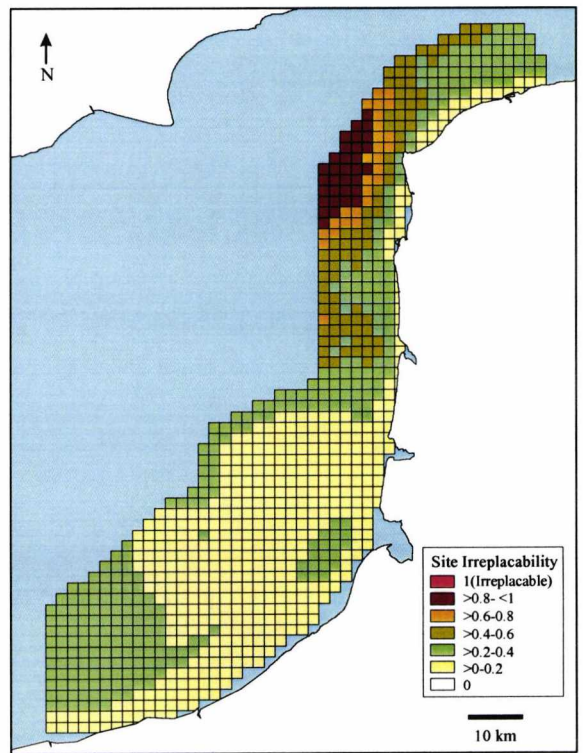 N
Site Irreplacability
1(Irreplacable)
>0.8- <1
>0.6-0.8
>0.4-0.6
>0.2-0.4
>0-0.2
0
10 km